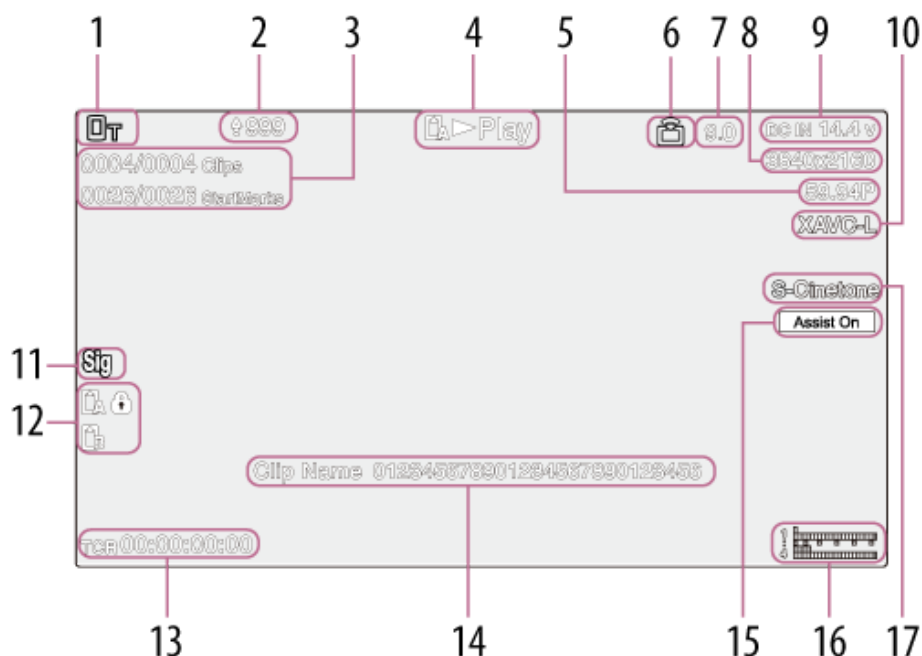 1 2 3 4 5 6 7 8 9 10
999
A Play
9.0
DC IN 14.4 V
0004/0004 Clips
3840x2160
0026/0026 StartMarks
59.94P
XAVC-L
S-Cinetone
Assist On
15
11 Sig
12 A
B
Clip Name 012345678901234567890123456
TCR 00:00:00:00
13 14 16 17